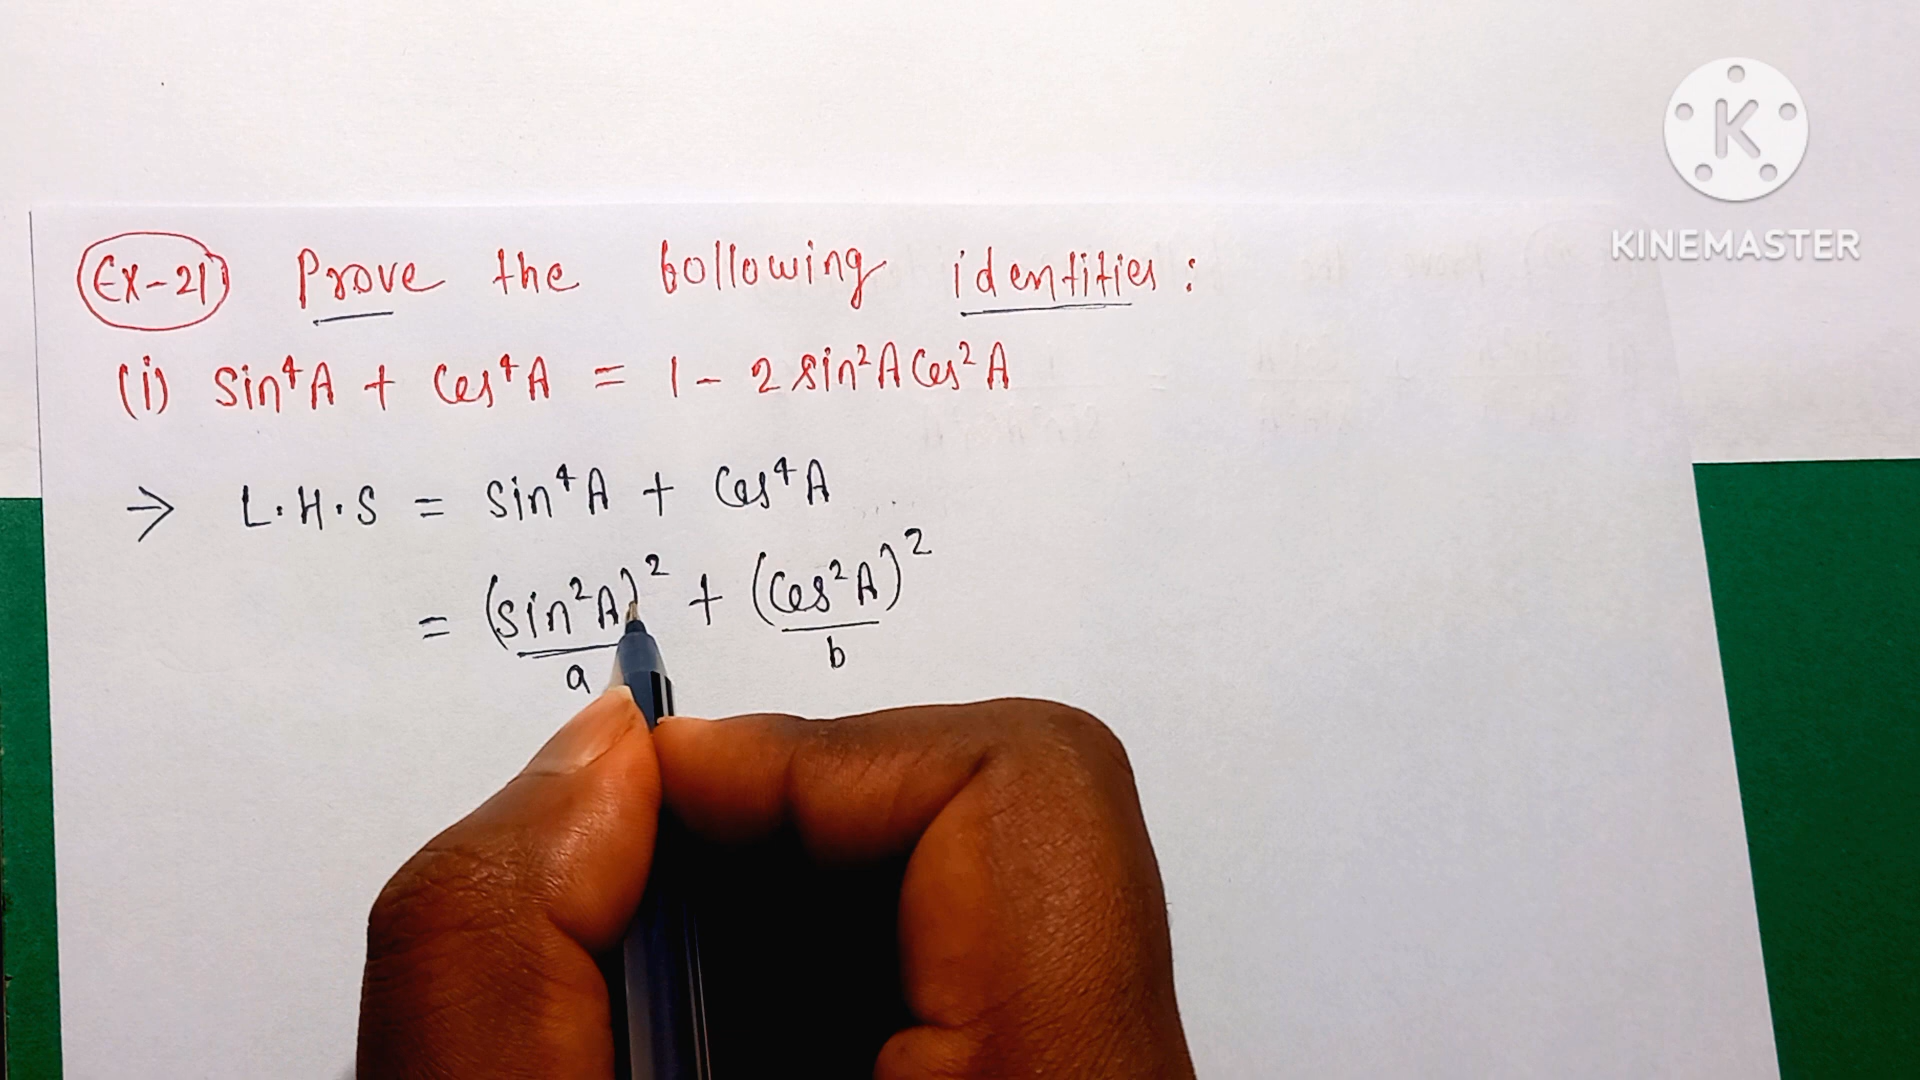 K
KINEMASTER
Ex-21 Prove the following identities :
(i) sin⁴A + cos⁴A = 1 - 2 sin²A cos²A
→ L.H.S = sin⁴A + cos⁴A
= (sin²A)² + (cos²A)²
a b